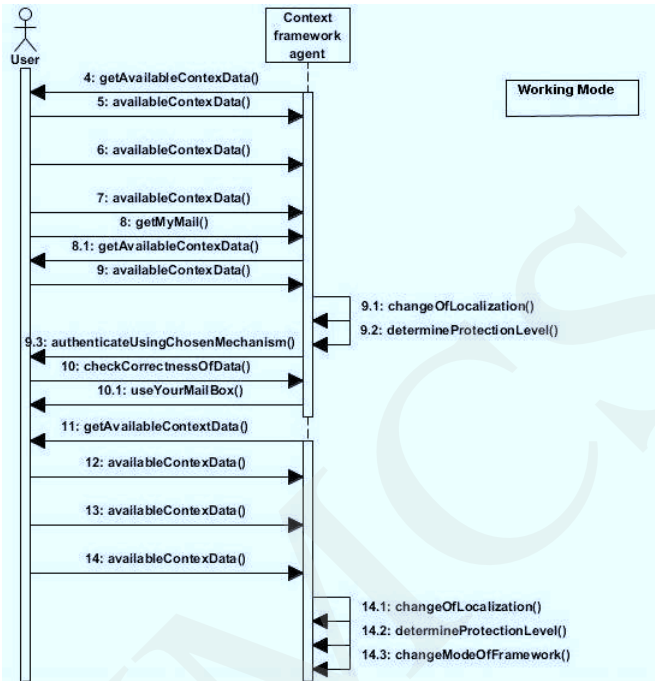 User
Context
framework
agent
Working Mode
4: getAvailableContexData()
5: availableContexData()
6: availableContexData()
7: availableContexData()
8: getMyMail()
8.1: getAvailableContexData()
9: availableContexData()
9.1: changeOfLocalization()
9.2: determineProtectionLevel()
9.3: authenticateUsingChosenMechanism()
10: checkCorrectnessOfData()
10.1: useYourMailBox()
11: getAvailableContextData()
12: availableContexData()
13: availableContexData()
14: availableContexData()
14.1: changeOfLocalization()
14.2: determineProtectionLevel()
14.3: changeModeOfFramework()
MCS